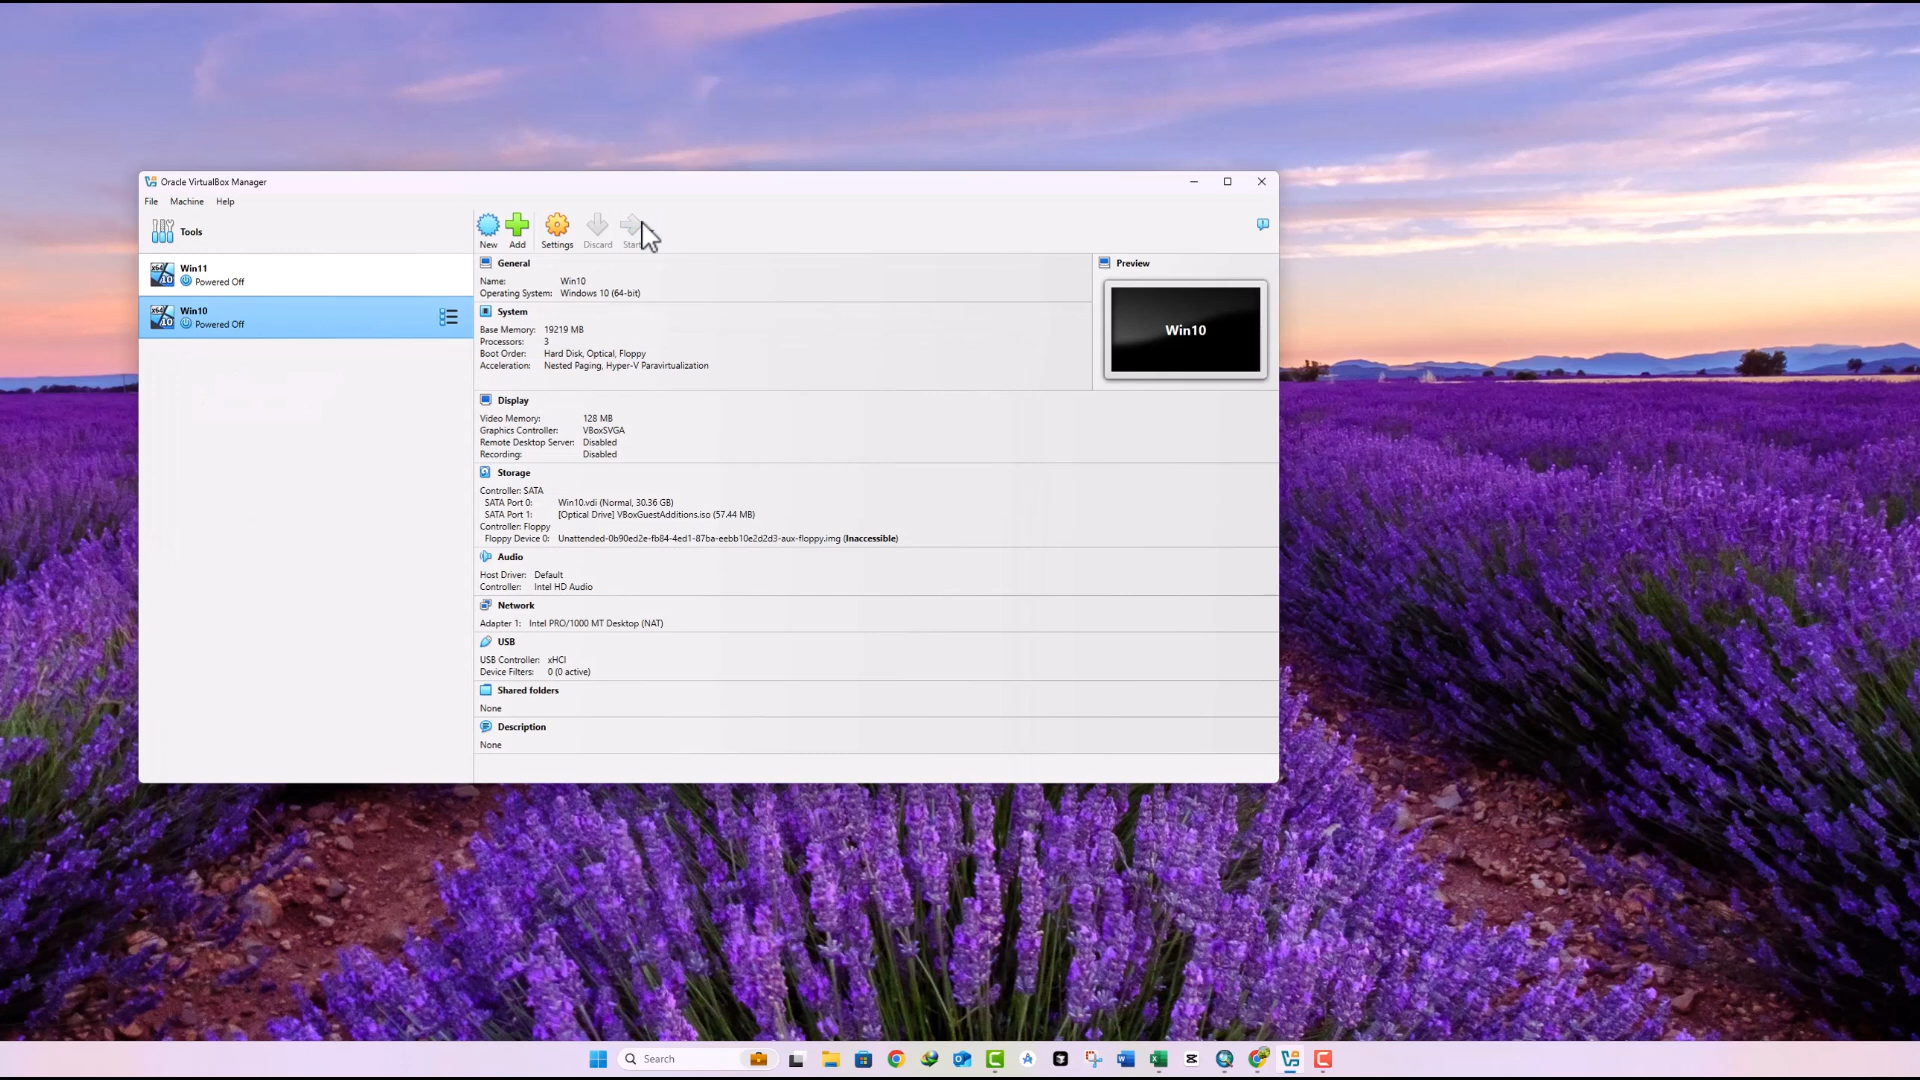 Oracle VirtualBox Manager
File Machine Help
Tools
New Add Settings Discard
Win11
Powered Off
Win10
Powered Off
General
Name: Win10
Operating System: Windows 10 (64-bit)
System
Base Memory: 19219 MB
Processors: 3
Boot Order: Hard Disk, Optical, Floppy
Acceleration: Nested Paging, Hyper-V Paravirtualization
Preview
Win10
Display
Video Memory: 128 MB
Graphics Controller: VBoxSVGA
Remote Desktop Server: Disabled
Recording: Disabled
Storage
Controller: SATA
SATA Port 0: Win10.vdi (Normal, 30.36 GB)
SATA Port 1: [Optical Drive] VBoxGuestAdditions.iso (57.44 MB)
Controller: Floppy
Floppy Device 0: Unattended-0b90ed2e-fb84-4ed1-87ba-eebb10e2d2d3-aux-floppy.img (Inaccessible)
Audio
Host Driver: Default
Controller: Intel HD Audio
Network
Adapter 1: Intel PRO/1000 MT Desktop (NAT)
USB
USB Controller: xHCI
Device Filters: 0 (0 active)
Shared folders
None
Description
None
Search